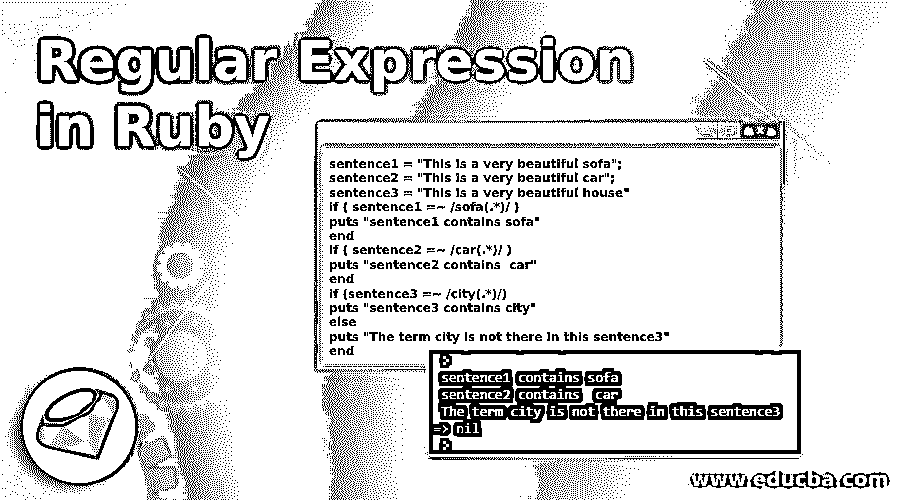 Regular Expression
in Ruby
sentence1 = "This is a very beautiful sofa";
sentence2 = "This is a very beautiful car";
sentence3 = "This is a very beautiful house"
if ( sentence1 =~ /sofa(.*)/ )
puts "sentence1 contains sofa"
end
if ( sentence2 =~ /car(.*)/ )
puts "sentence2 contains  car"
end
if (sentence3 =~ /city(.*)/)
puts "sentence3 contains city"
else
puts "The term city is not there in this sentence3"
end
sentence1 contains sofa
sentence2 contains  car
The term city is not there in this sentence3
=> nil
www.educba.com